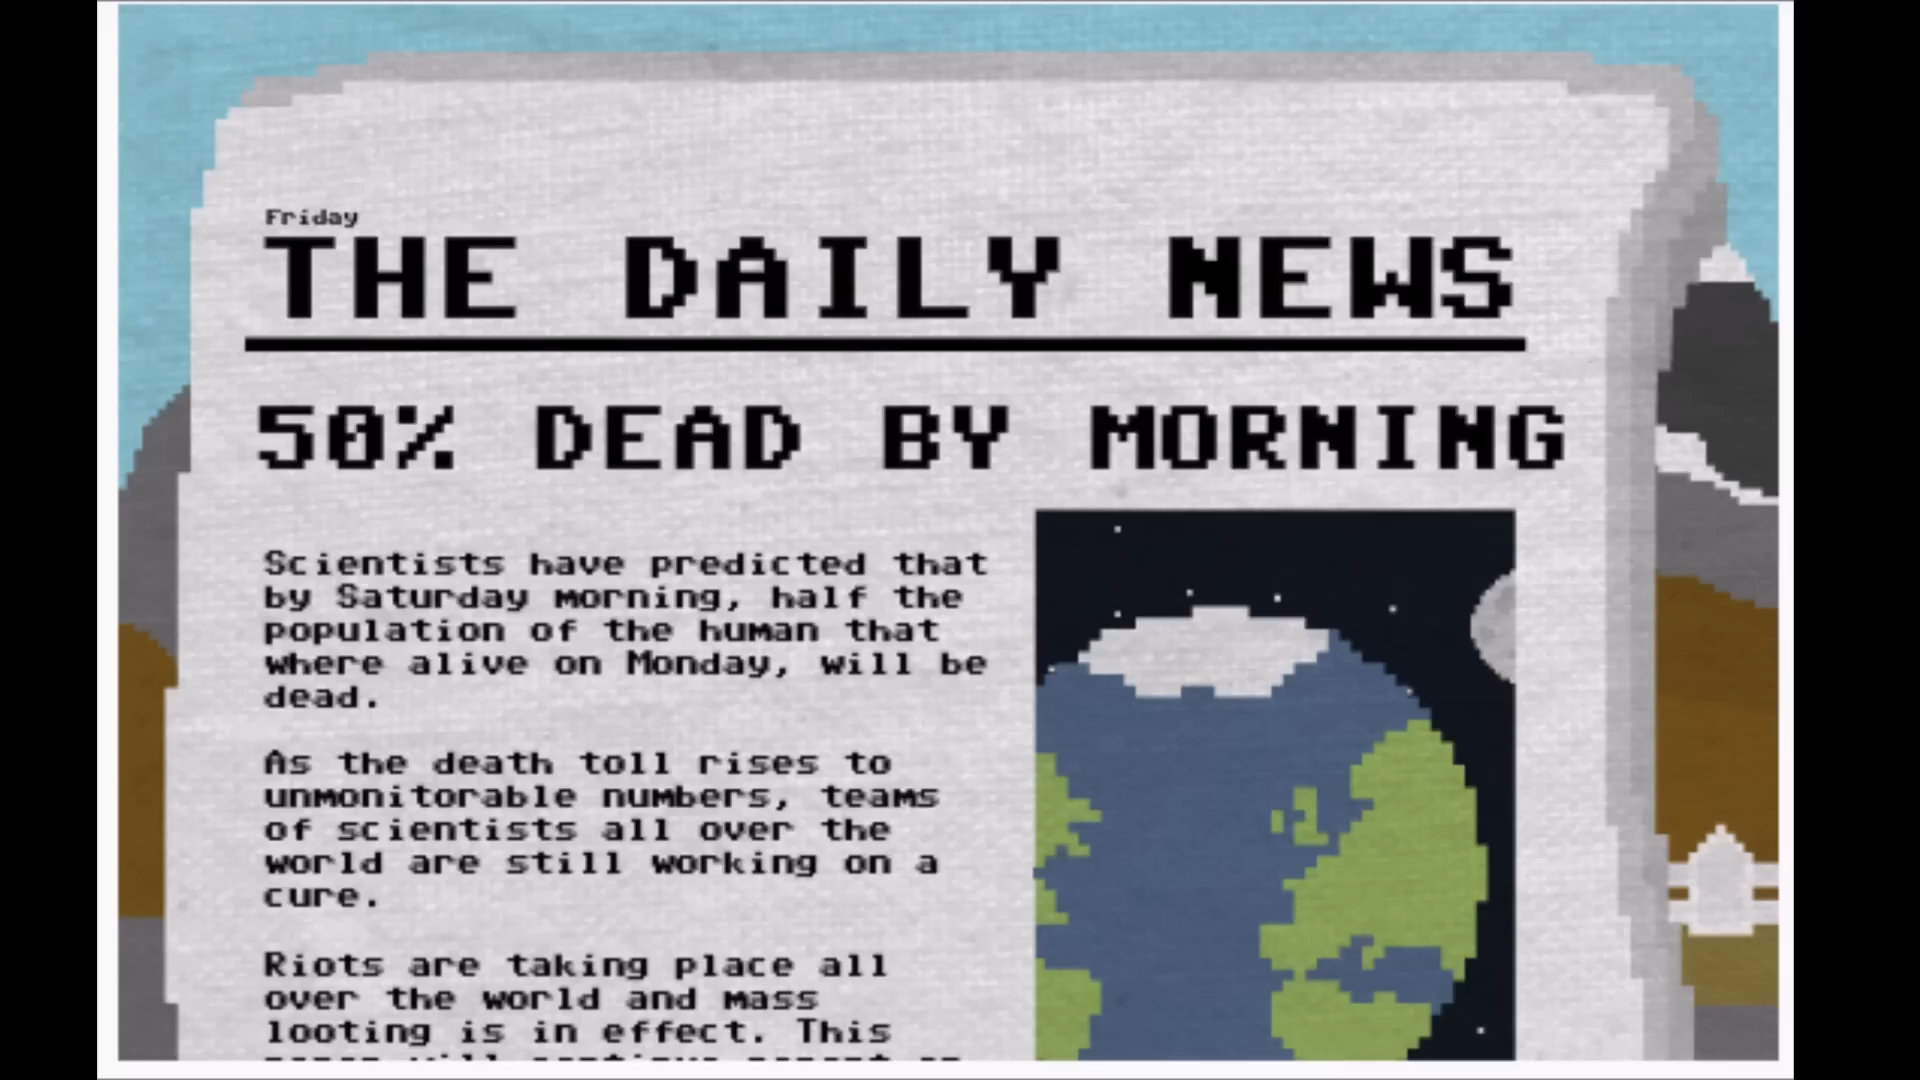 Friday
THE DAILY NEWS
50% DEAD BY MORNING
Scientists have predicted that
by Saturday morning, half the
population of the human that
where alive on Monday, will be
dead.
As the death toll rises to
unmonitorable numbers, teams
of scientists all over the
world are still working on a
cure.
Riots are taking place all
over the world and mass
looting is in effect. This